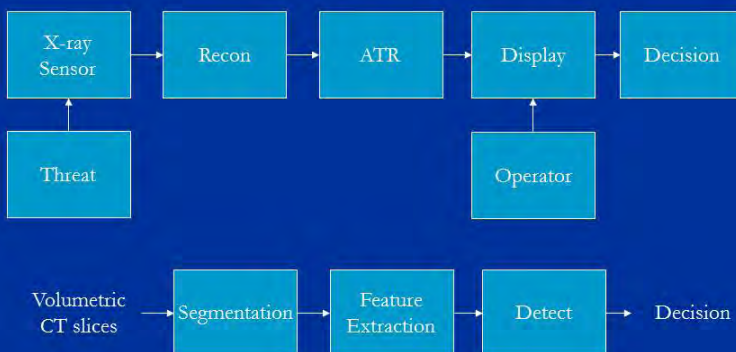 X-ray
Sensor
Recon
ATR
Display
Decision
Threat
Operator
Volumetric
CT slices
Segmentation
Feature
Extraction
Detect
Decision